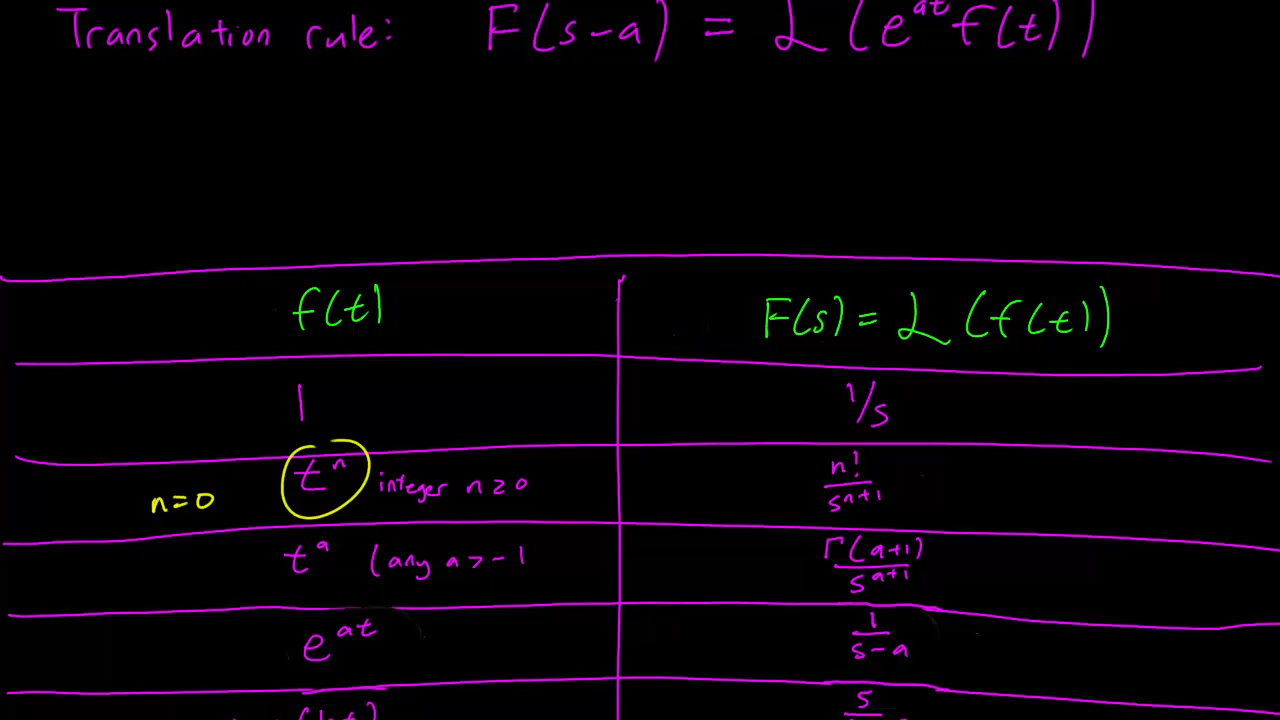 Translation rule: F(s-a) = ℒ(e^{at} f(t))
f(t) F(s) = ℒ(f(t))
1 1/s
n=0 t^n integer n ≥ 0 n!/s^{n+1}
t^a (any a > -1 Γ(a+1)/s^{a+1}
e^{at} 1/(s-a)
s